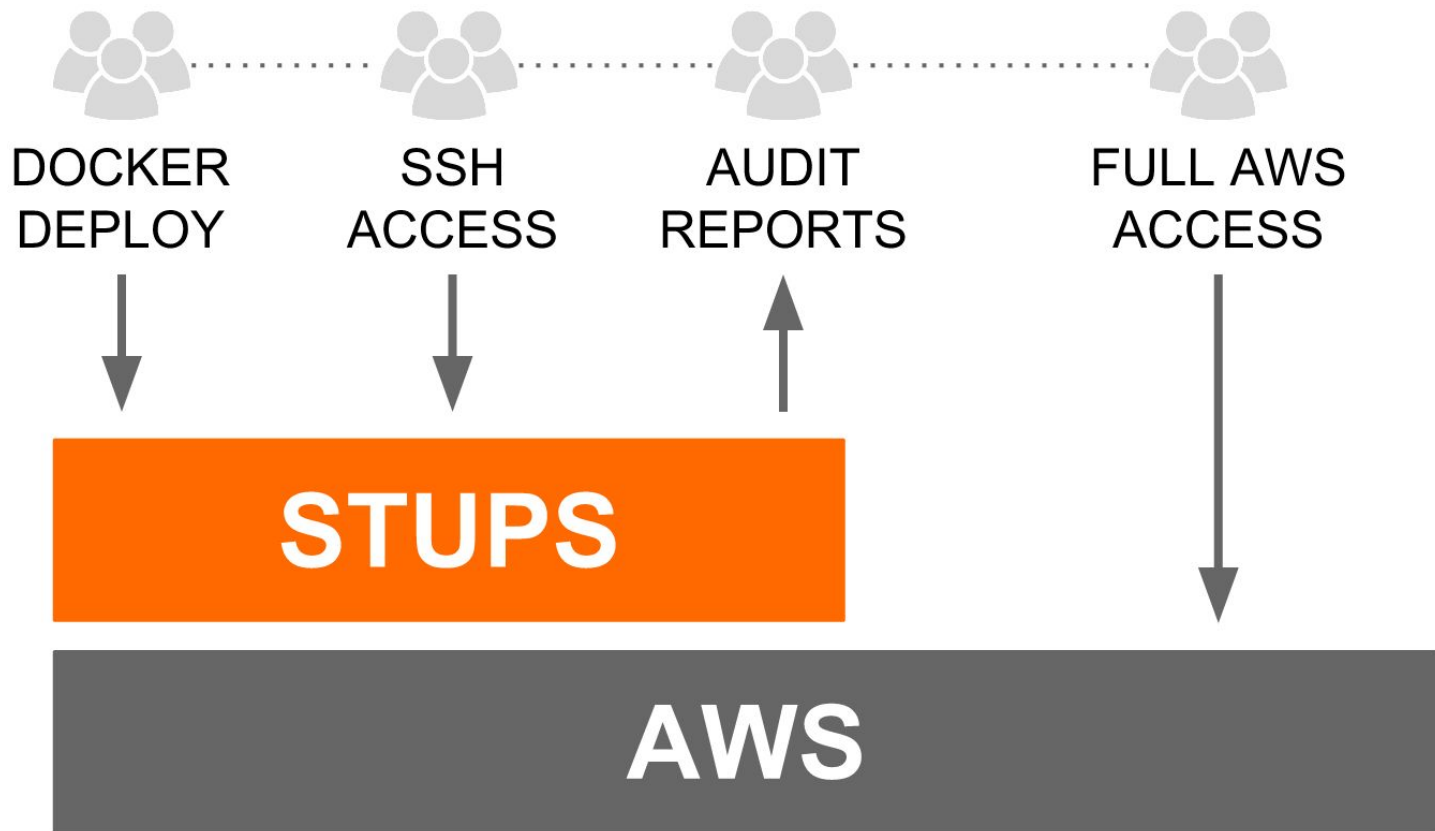 DOCKER
DEPLOY
SSH
ACCESS
AUDIT
REPORTS
FULL AWS
ACCESS
STUPS
AWS